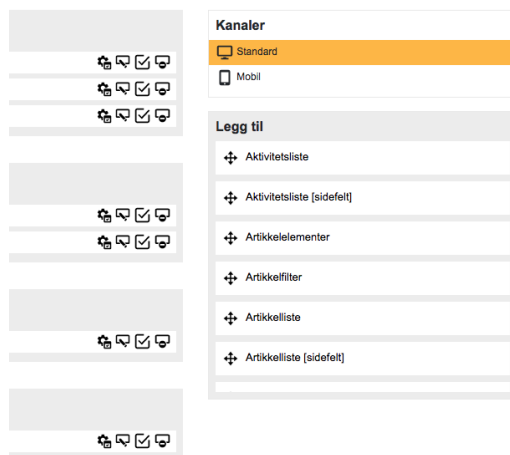 Kanaler
Standard
Mobil
Legg til
Aktivitetsliste
Aktivitetsliste [sidefelt]
Artikkelelementer
Artikkelfilter
Artikkelliste
Artikkelliste [sidefelt]